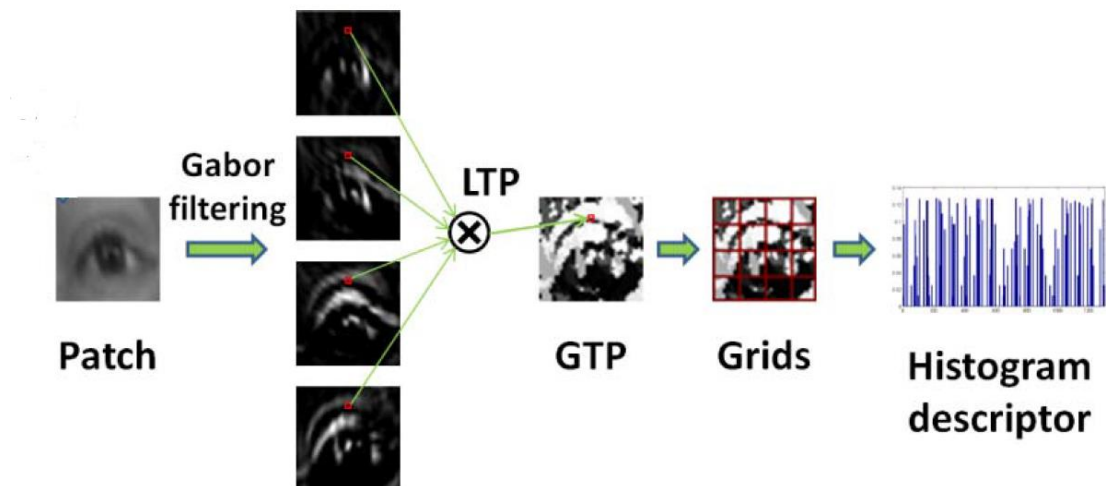 Gabor
filtering
LTP
Patch
GTP
Grids
Histogram
descriptor